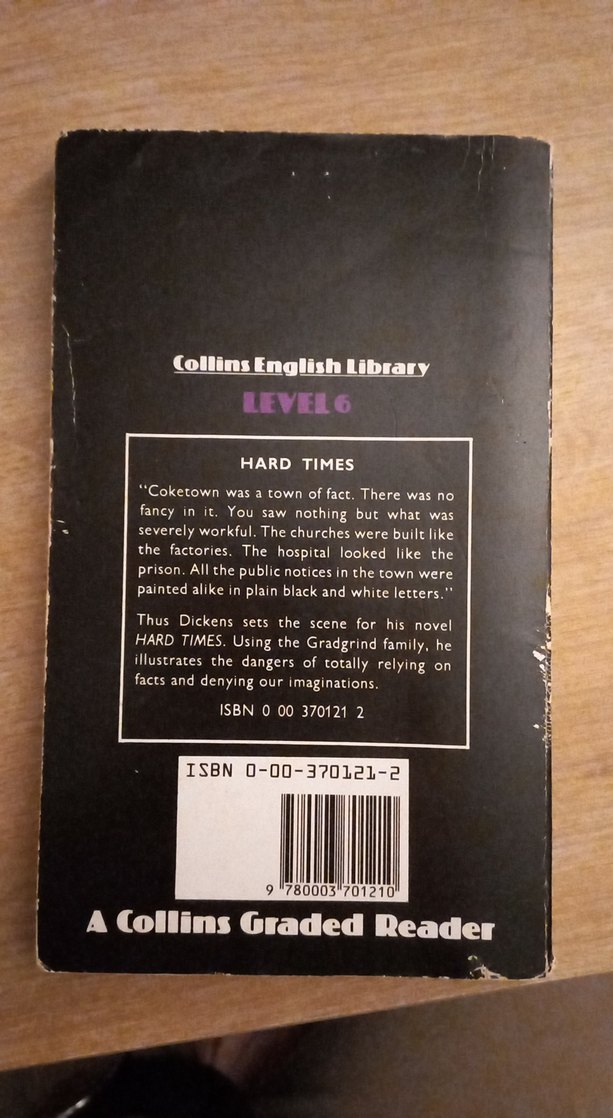 Collins English Library
LEVEL 6
HARD TIMES
"Coketown was a town of fact. There was no
fancy in it. You saw nothing but what was
severely workful. The churches were built like
the factories. The hospital looked like the
prison. All the public notices in the town were
painted alike in plain black and white letters."
Thus Dickens sets the scene for his novel
HARD TIMES. Using the Gradgrind family, he
illustrates the dangers of totally relying on
facts and denying our imaginations.
ISBN 0 00 370121 2
ISBN 0-00-370121-2
9 780003 701210
A Collins Graded Reader